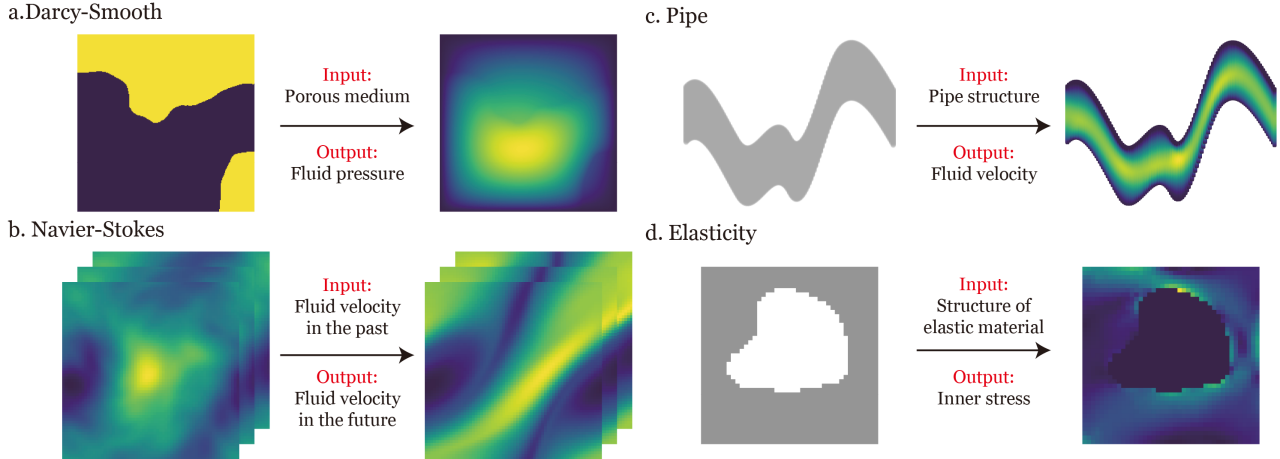 a.Darcy-Smooth
Input:
Porous medium
Output:
Fluid pressure
b. Navier-Stokes
Input:
Fluid velocity
in the past
Output:
Fluid velocity
in the future
c. Pipe
Input:
Pipe structure
Output:
Fluid velocity
d. Elasticity
Input:
Structure of
elastic material
Output:
Inner stress